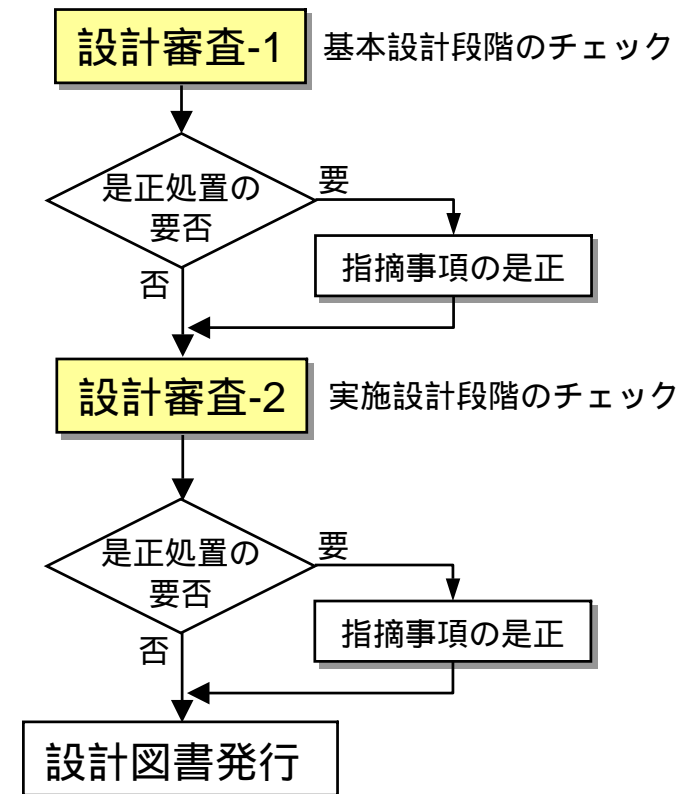 設計審査-1
基本設計段階のチェック
是正処置の
要否
要
指摘事項の是正
否
設計審査-2
実施設計段階のチェック
是正処置の
要否
要
指摘事項の是正
否
設計図書発行